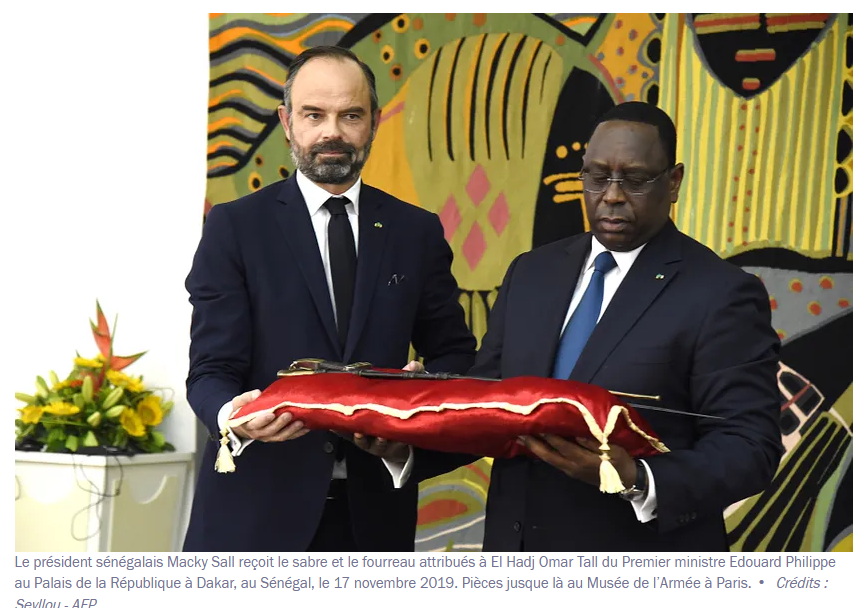 Le président sénégalais Macky Sall reçoit le sabre et le fourreau attribués à El Hadj Omar Tall du Premier ministre Edouard Philippe
au Palais de la République à Dakar, au Sénégal, le 17 novembre 2019. Pièces jusque là au Musée de l'Armée à Paris. • Crédits :
Seyllou - AFP